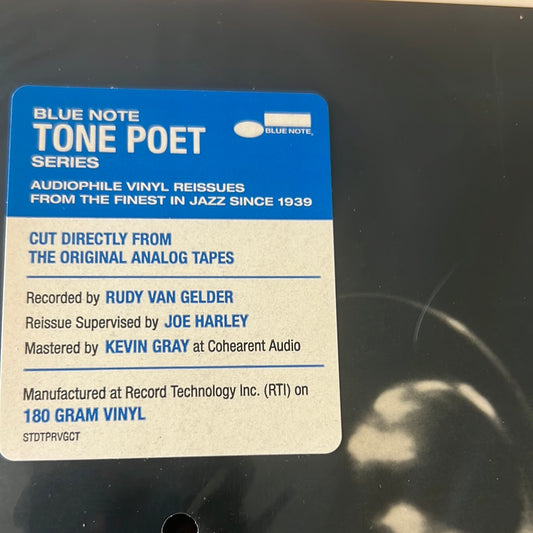 BLUE NOTE
TONE POET
SERIES
BLUE NOTE
AUDIOPHILE VINYL REISSUES
FROM THE FINEST IN JAZZ SINCE 1939
CUT DIRECTLY FROM
THE ORIGINAL ANALOG TAPES
Recorded by RUDY VAN GELDER
Reissue Supervised by JOE HARLEY
Mastered by KEVIN GRAY at Cohearent Audio
Manufactured at Record Technology Inc. (RTI) on
180 GRAM VINYL
STDTPRVGCT